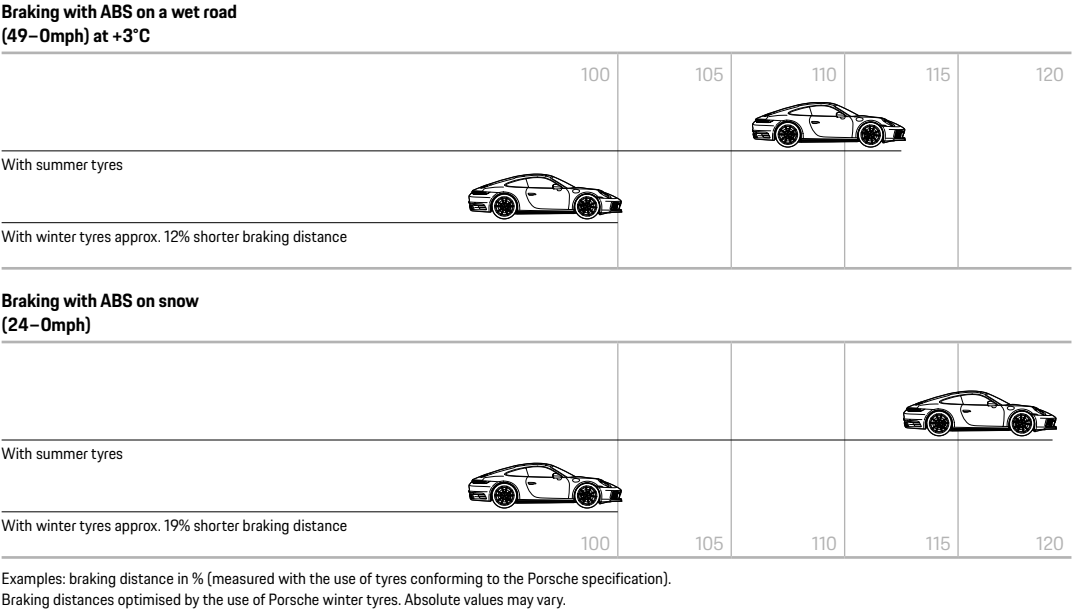 Braking with ABS on a wet road
(49–0mph) at +3°C
100 105 110 115 120
With summer tyres
With winter tyres approx. 12% shorter braking distance
Braking with ABS on snow
(24–0mph)
With summer tyres
With winter tyres approx. 19% shorter braking distance
100 105 110 115 120
Examples: braking distance in % (measured with the use of tyres conforming to the Porsche specification).
Braking distances optimised by the use of Porsche winter tyres. Absolute values may vary.